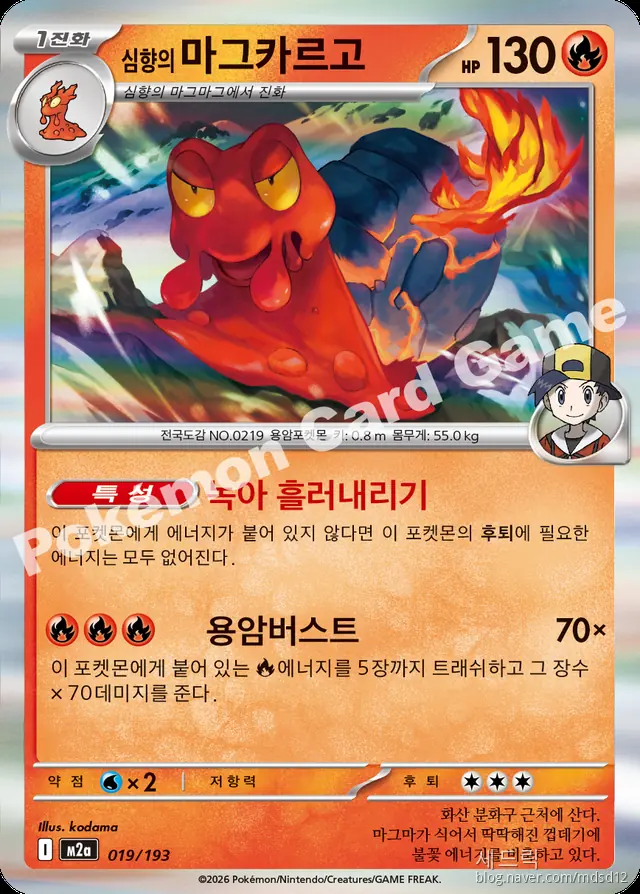 1진화
심향의 마그카르고
HP 130
심향의 마그마그에서 진화
전국도감 NO.0219 용암포켓몬 키: 0.8 m 몸무게: 55.0 kg
특성 녹아 흘러내리기
이 포켓몬에게 에너지가 붙어 있지 않다면 이 포켓몬의 후퇴에 필요한
에너지는 모두 없어진다.
용암버스트 70×
이 포켓몬에게 붙어 있는 에너지를 5장까지 트래쉬하고 그 장수
× 70데미지를 준다.
약점 ×2 저항력 후퇴
Illus. kodama
I M2a 019/193
화산 분화구 근처에 산다.
마그마가 식어서 딱딱해진 껍데기에
불꽃 에너지를 하고 있다.
©2026 Pokémon/Nintendo/Creatures/GAME FREAK.
Pokémon Card Game
세드릭
blog.naver.com/mdsd12